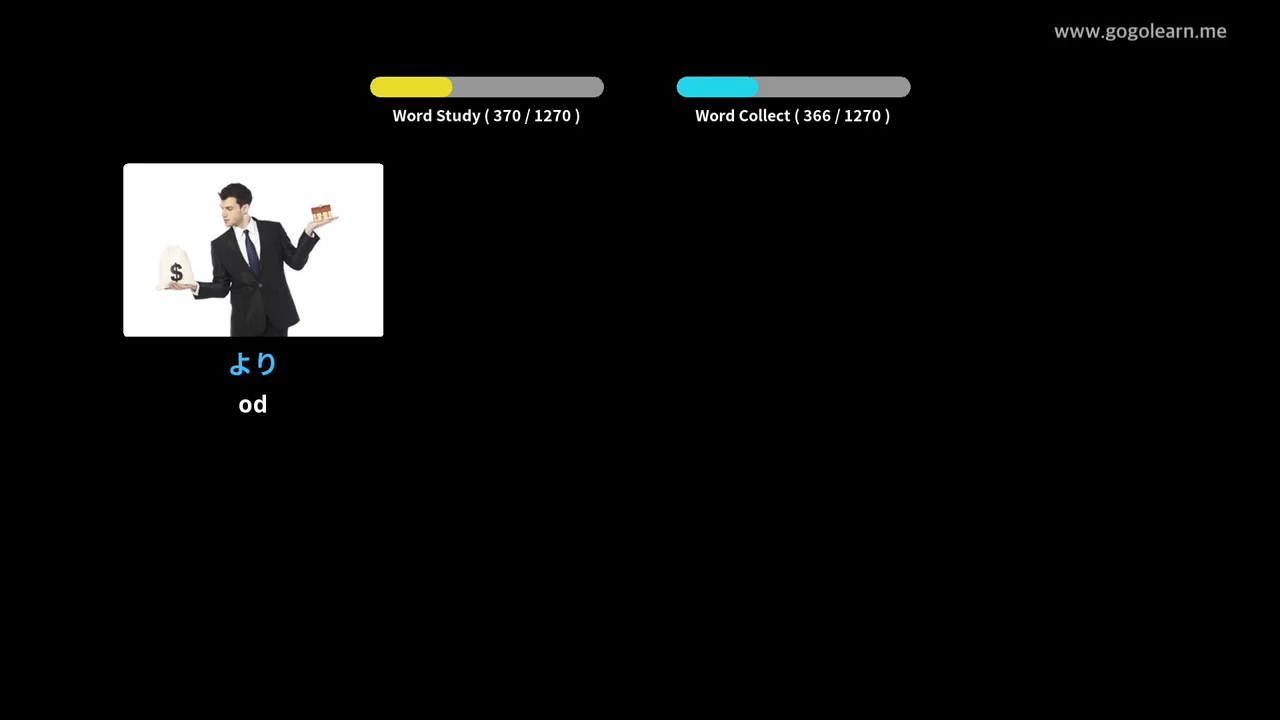 www.gogolearn.me
Word Study ( 370 / 1270 )
Word Collect ( 366 / 1270 )
$
より
od